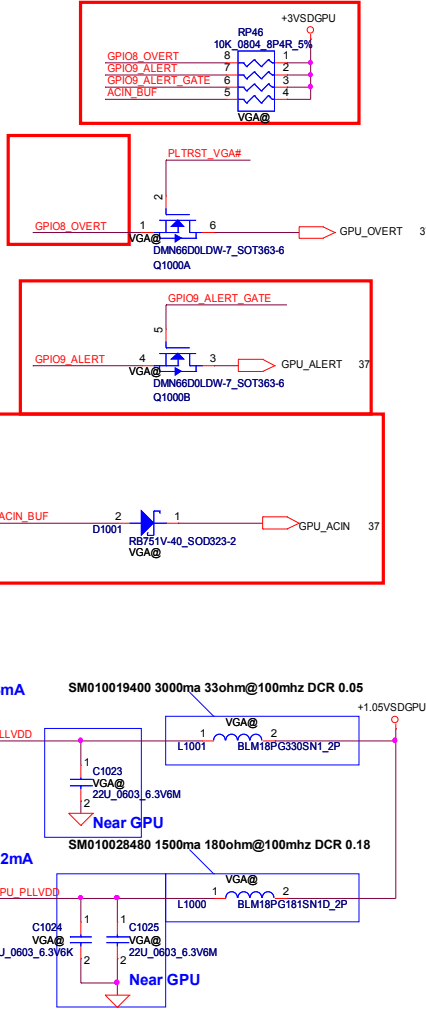 +3VSDGPU
RP46
10K_0804_8P4R_5%
GPIO8_OVERT 8 1
GPIO9_ALERT 7 2
GPIO9_ALERT_GATE 6 3
ACIN_BUF 5 4
VGA@
PLTRST_VGA#
2
GPIO8_OVERT 1 6 GPU_OVERT 3
VGA@
DMN66D0LDW-7_SOT363-6
Q1000A
GPIO9_ALERT_GATE
5
GPIO9_ALERT 4 3 GPU_ALERT 37
VGA@
DMN66D0LDW-7_SOT363-6
Q1000B
ACIN_BUF 2 1 GPU_ACIN 37
D1001
RB751V-40_SOD323-2
VGA@
mA
SM010019400 3000ma 33ohm@100mhz DCR 0.05
+1.05VSDGPU
VGA@
LLVDD 1 2
L1001 BLM18PG330SN1_2P
1
C1023
VGA@
22U_0603_6.3V6M
2
Near GPU
SM010028480 1500ma 180ohm@100mhz DCR 0.18
2mA
VGA@
PU_PLLVDD 1 2
L1000 BLM18PG181SN1D_2P
1 1
C1024 C1025
VGA@ VGA@
U_0603_6.3V6K 22U_0603_6.3V6M
2 2
Near GPU